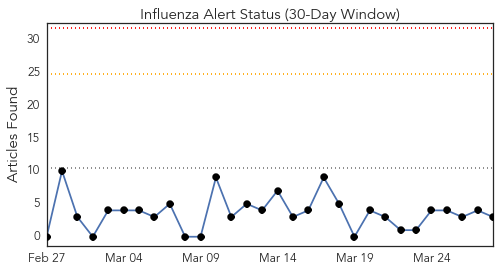 Influenza Alert Status (30-Day Window)
Articles Found
30
25
20
15
10
5
0
Feb 27
Mar 04
Mar 09
Mar 14
Mar 19
Mar 24